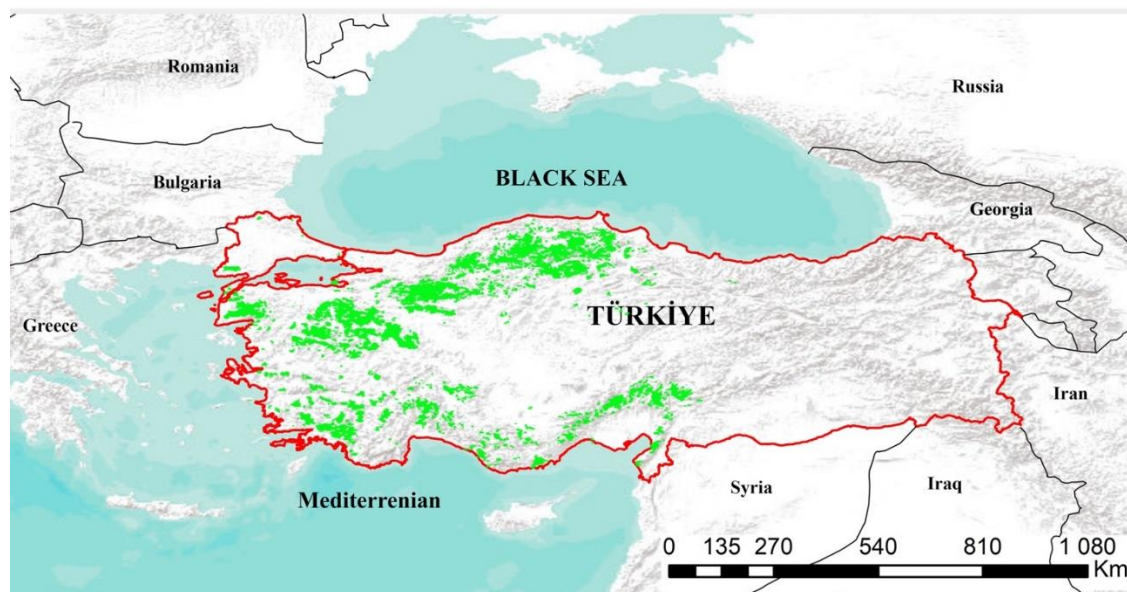 Romania
Russia
Bulgaria
BLACK SEA
Georgia
TÜRKİYE
Greece
Iran
Mediterrenian
Syria
Iraq
0 135 270 540 810 1 080
Km